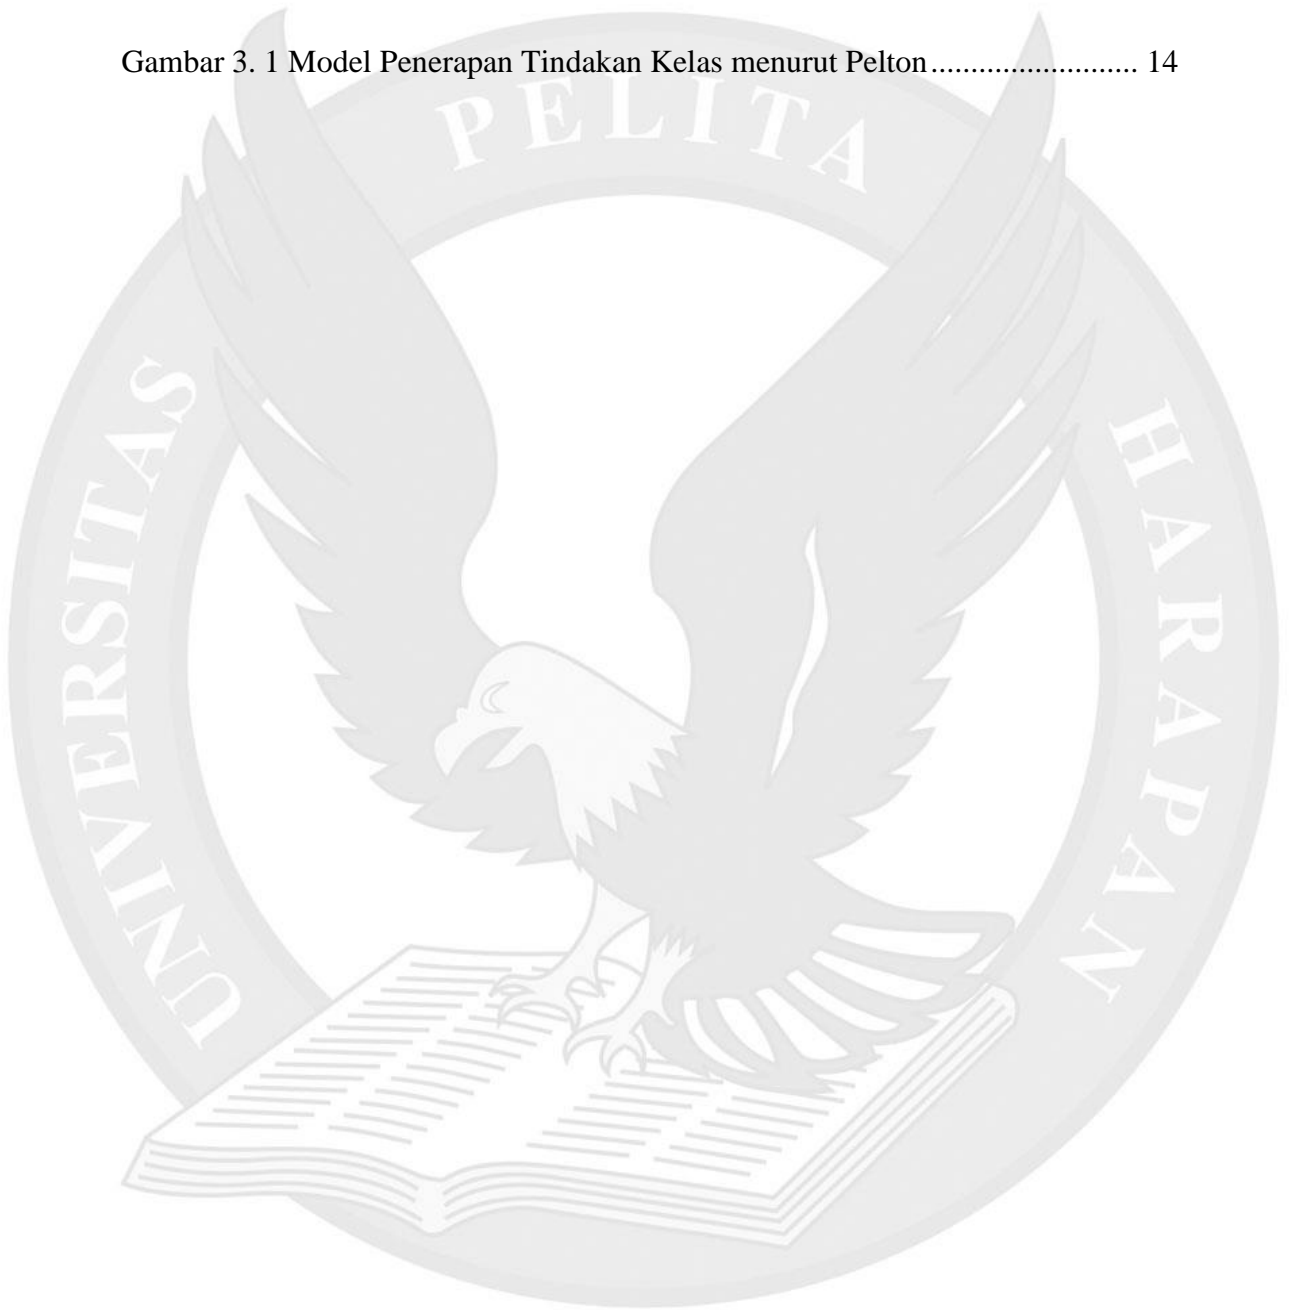 Gambar 3. 1 Model Penerapan Tindakan Kelas menurut Pelton.......................... 14
UNIVERSITAS PELITA HARAPAN